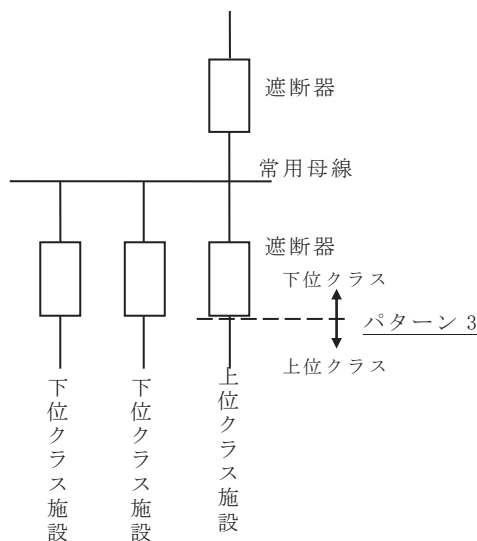 遮断器
常用母線
遮断器
下位クラス
パターン 3
上位クラス
下位クラス施設
下位クラス施設
上位クラス施設